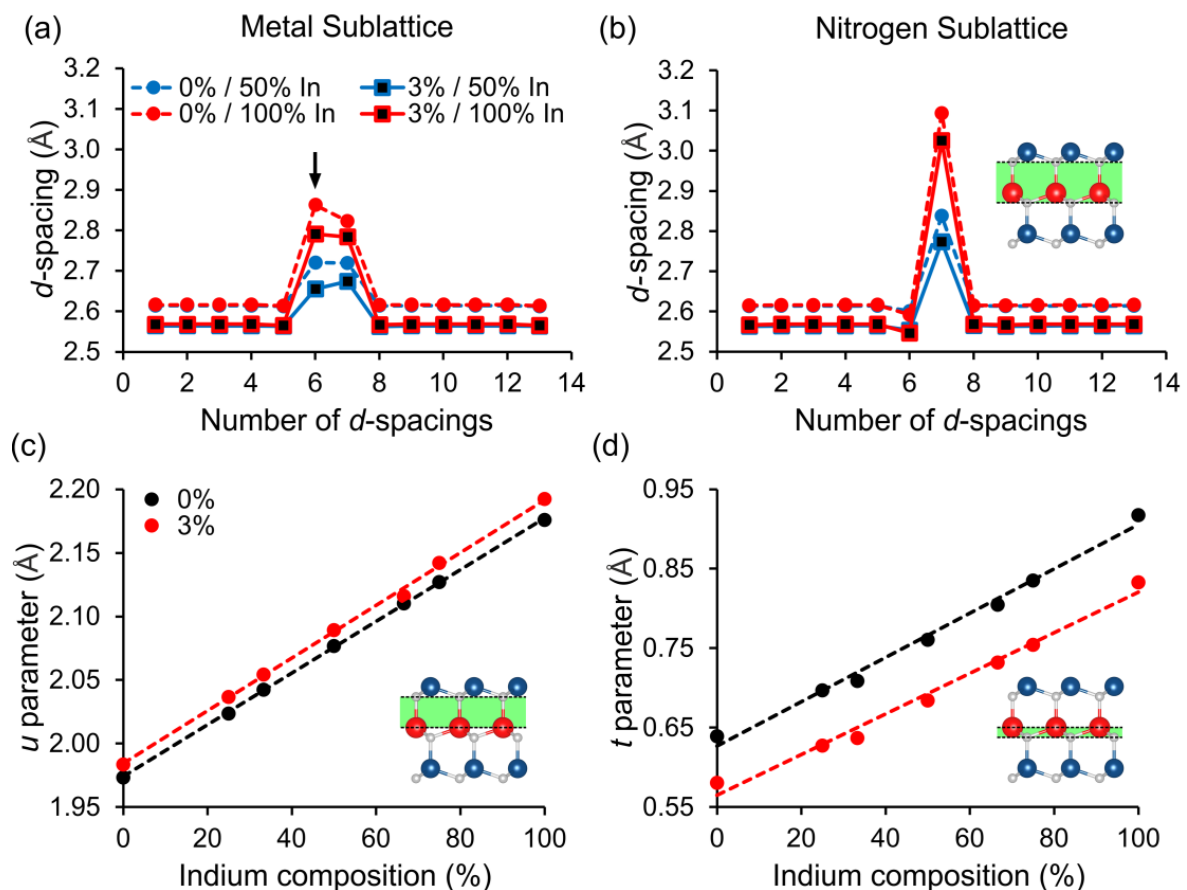 (a) Metal Sublattice
3.2
3.1
3.0
2.9
2.8
2.7
2.6
2.5
d-spacing (Å)
0% / 50% In
3% / 50% In
0% / 100% In
3% / 100% In
0 2 4 6 8 10 12 14
Number of d-spacings
(b) Nitrogen Sublattice
3.2
3.1
3.0
2.9
2.8
2.7
2.6
2.5
d-spacing (Å)
0 2 4 6 8 10 12 14
Number of d-spacings
(c)
2.20
2.15
2.10
2.05
2.00
1.95
u parameter (Å)
0%
3%
0 20 40 60 80 100
Indium composition (%)
(d)
0.95
0.85
0.75
0.65
0.55
t parameter (Å)
0 20 40 60 80 100
Indium composition (%)